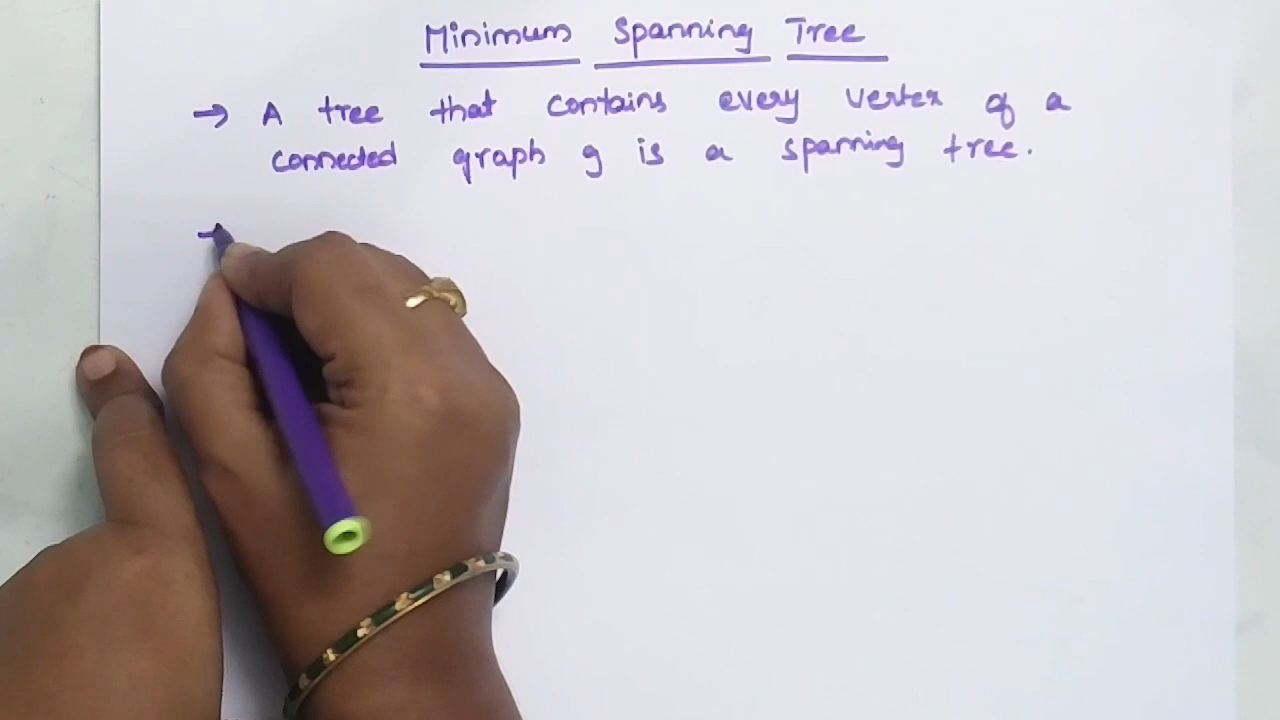 Minimum Spanning Tree
→ A tree that contains every vertex of a
connected graph g is a spanning tree.